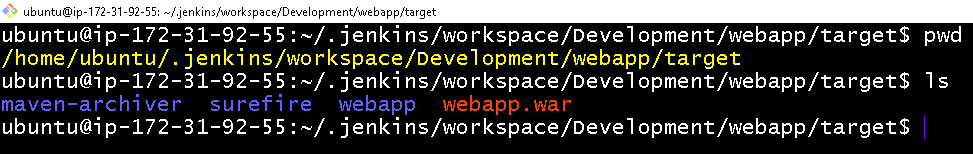 ubuntu@ip-172-31-92-55: ~/.jenkins/workspace/Development/webapp/target
ubuntu@ip-172-31-92-55:~/.jenkins/workspace/Development/webapp/target$ pwd
/home/ubuntu/.jenkins/workspace/Development/webapp/target
ubuntu@ip-172-31-92-55:~/.jenkins/workspace/Development/webapp/target$ ls
maven-archiver  surefire  webapp  webapp.war
ubuntu@ip-172-31-92-55:~/.jenkins/workspace/Development/webapp/target$